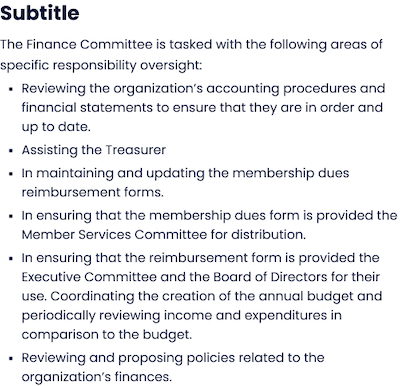 Subtitle
The Finance Committee is tasked with the following areas of
specific responsibility oversight:
▪ Reviewing the organization's accounting procedures and
financial statements to ensure that they are in order and
up to date.
▪ Assisting the Treasurer
▪ In maintaining and updating the membership dues
reimbursement forms.
▪ In ensuring that the membership dues form is provided the
Member Services Committee for distribution.
▪ In ensuring that the reimbursement form is provided the
Executive Committee and the Board of Directors for their
use. Coordinating the creation of the annual budget and
periodically reviewing income and expenditures in
comparison to the budget.
▪ Reviewing and proposing policies related to the
organization's finances.